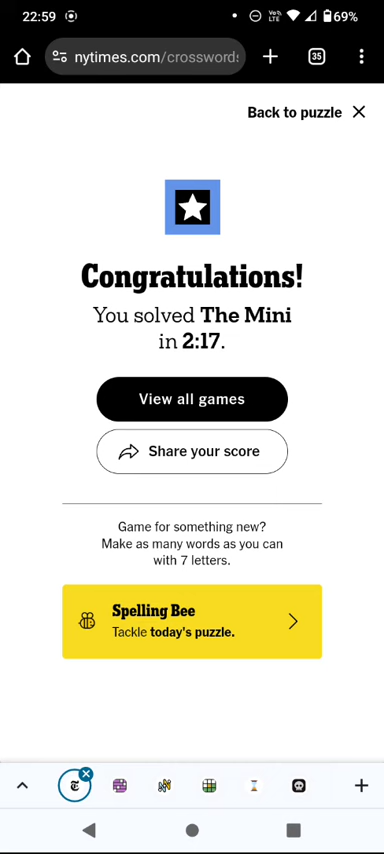 22:59 Vo) LTE 69%
nytimes.com/crosswords 35
Back to puzzle
Congratulations!
You solved The Mini
in 2:17.
View all games
Share your score
Game for something new?
Make as many words as you can
with 7 letters.
Spelling Bee
Tackle today's puzzle.